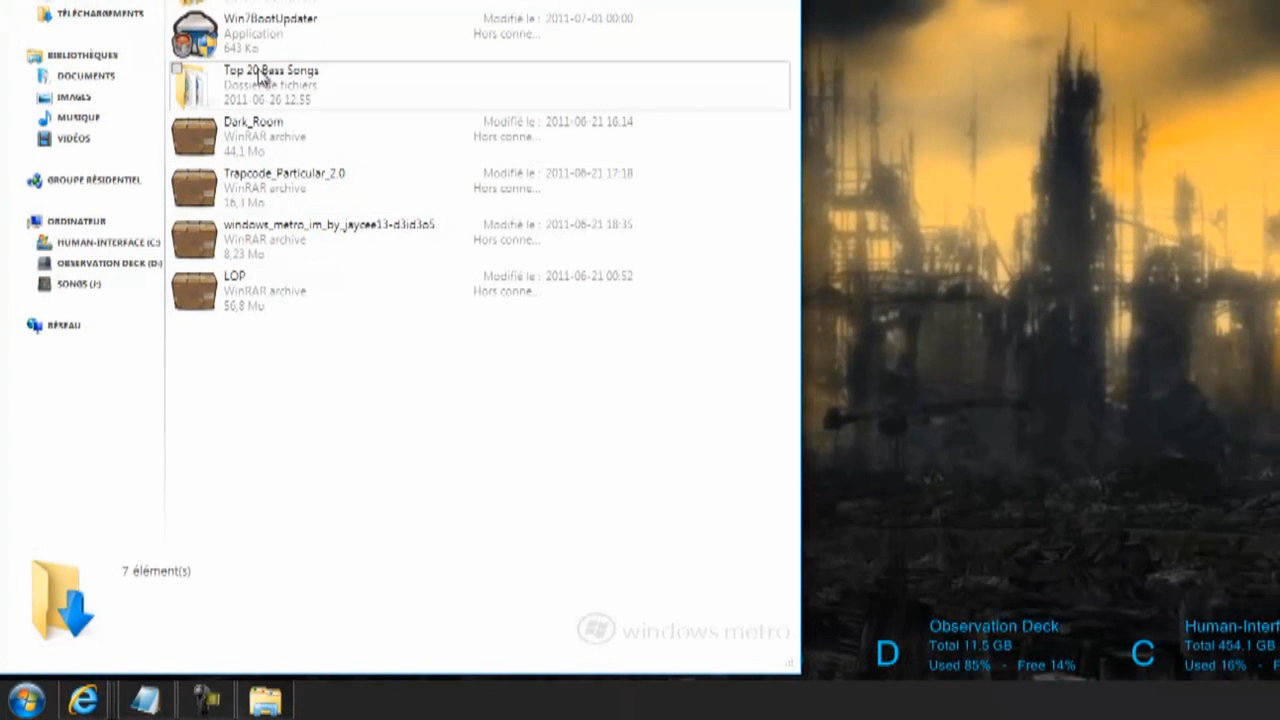 TÉLÉCHARGEMENTS
BIBLIOTHÈQUES
DOCUMENTS
IMAGES
MUSIQUE
VIDÉOS
GROUPE RÉSIDENTIEL
ORDINATEUR
HUMAN-INTERFACE (C:)
OBSERVATION DECK (D:)
SONGS (J:)
RÉSEAU
Win7BootUpdater
Modifié le : 2011-07-01 00:00
Application
Hors conne...
643 Ko
Top 20 Bass Songs
Dossier de fichiers
2011-06-26 12:55
Dark_Room
Modifié le : 2011-06-21 16:14
WinRAR archive
Hors conne...
44,1 Mo
Trapcode_Particular_2.0
Modifié le : 2011-06-21 17:18
WinRAR archive
Hors conne...
16,1 Mo
windows_metro_im_by_jaycee13-d3id3o5
Modifié le : 2011-06-21 18:35
WinRAR archive
Hors conne...
8,23 Mo
LOP
Modifié le : 2011-06-21 00:52
WinRAR archive
Hors conne...
56,8 Mo
7 élément(s)
windows metro
D
Observation Deck
Total 11.5 GB
Used 85% - Free 14%
C
Human-Interf
Total 454.1 GB
Used 16% - F